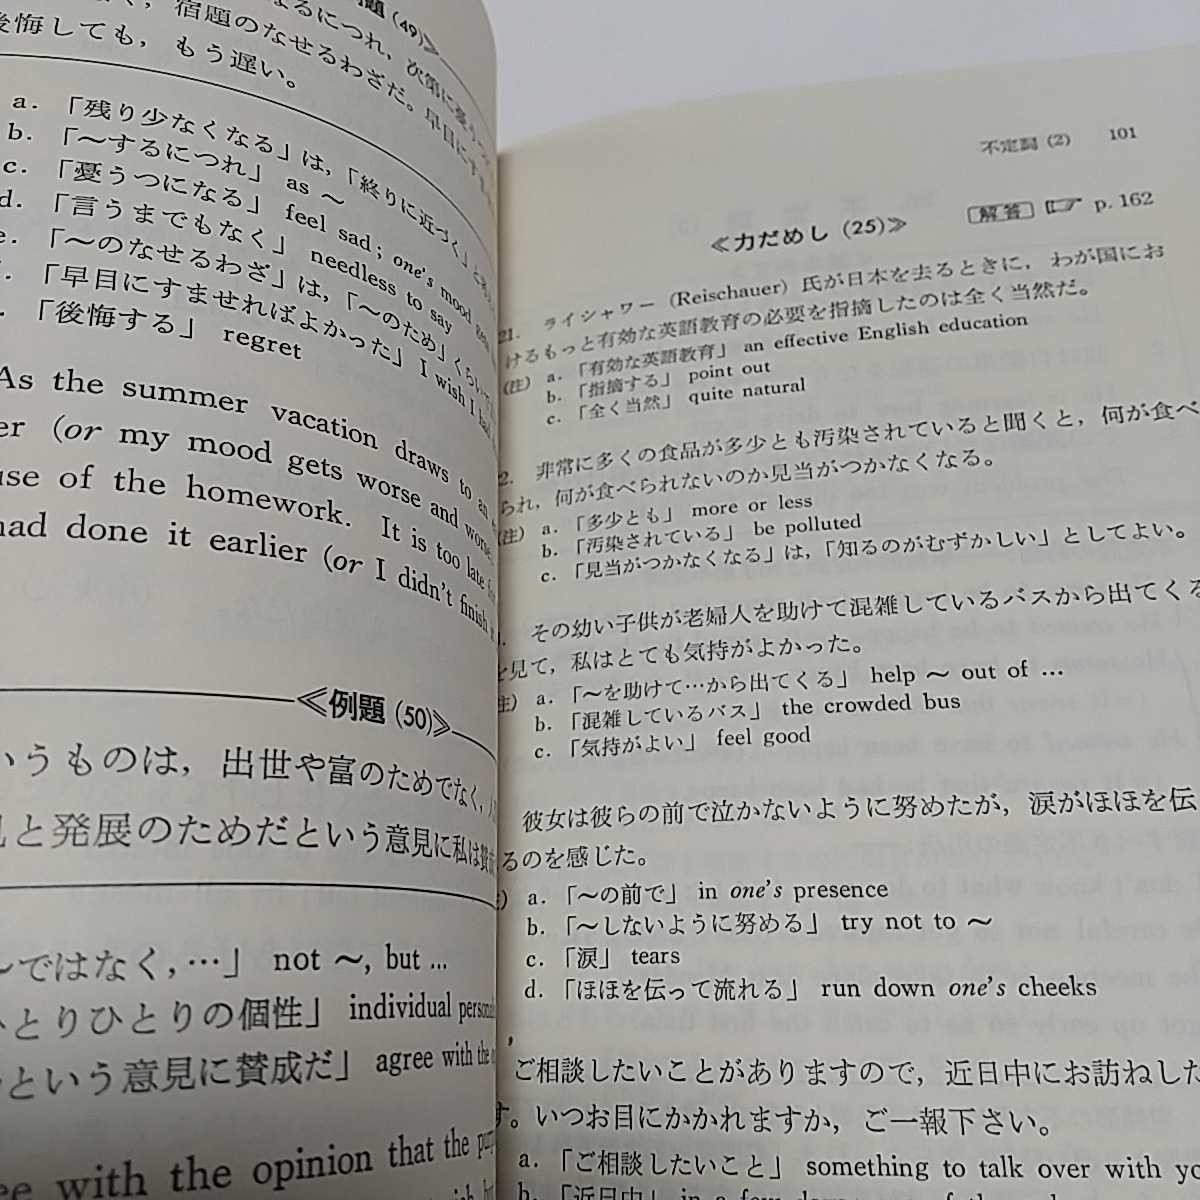 題 (49)≫
宿題のなせるわざだ。早目にす
後悔しても，もう遅い。
a. 「残り少なくなる」は，「終りに近づく」と
b. 「〜するにつれ」 as 〜
c. 「憂うつになる」 feel sad; one's mood
d. 「言うまでもなく」 needless to say
e. 「〜のなせるわざ」は，「〜のため」くらい
「早目にすませればよかった」 I wish I had
「後悔する」 regret
As the summer vacation draws to an
er (or my mood gets worse and worse,
use of the homework. It is too late for
had done it earlier (or I didn't finish
≪例題 (50)≫
いうものは，出世や富のためでなく，
と発展のためだという意見に私は賛
〜ではなく，…」 not 〜, but ...
ひとりひとりの個性」 individual
という意見に賛成だ」 agree with the
ee with the opinion that the
不定詞 (2) 101
≪力だめし (25)≫ 解答 ☞ p. 162
21. ライシャワー (Reischauer) 氏が日本を去るときに，わが国にお
けるもっと有効な英語教育の必要を指摘したのは全く当然だ。
(注) a. 「有効な英語教育」 an effective English education
b. 「指摘する」 point out
c. 「全く当然」 quite natural
2. 非常に多くの食品が多少とも汚染されていると聞くと，何が食べ
られ，何が食べられないのか見当がつかなくなる。
(注) a. 「多少とも」 more or less
b. 「汚染されている」 be polluted
c. 「見当がつかなくなる」は，「知るのがむずかしい」としてよい。
その幼い子供が老婦人を助けて混雑しているバスから出てくる
を見て，私はとても気持がよかった。
注) a. 「〜を助けて…から出てくる」 help 〜 out of ...
b. 「混雑しているバス」 the crowded bus
c. 「気持がよい」 feel good
彼女は彼らの前で泣かないように努めたが，涙がほほを伝
るのを感じた。
a. 「〜の前で」 in one's presence
b. 「〜しないように努める」 try not to 〜
c. 「涙」 tears
d. 「ほほを伝って流れる」 run down one's cheeks
ご相談したいことがありますので，近日中にお訪ねした
す。いつお目にかかれますか，ご一報下さい。
a. 「ご相談したいこと」 something to talk over with
b. 「近日中」 in a few days